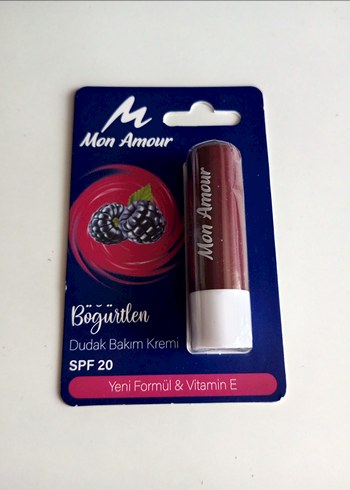 M
Mon Amour
Mon Amour
Böğürtlen
Dudak Bakım Kremi
SPF 20
Yeni Formül & Vitamin E